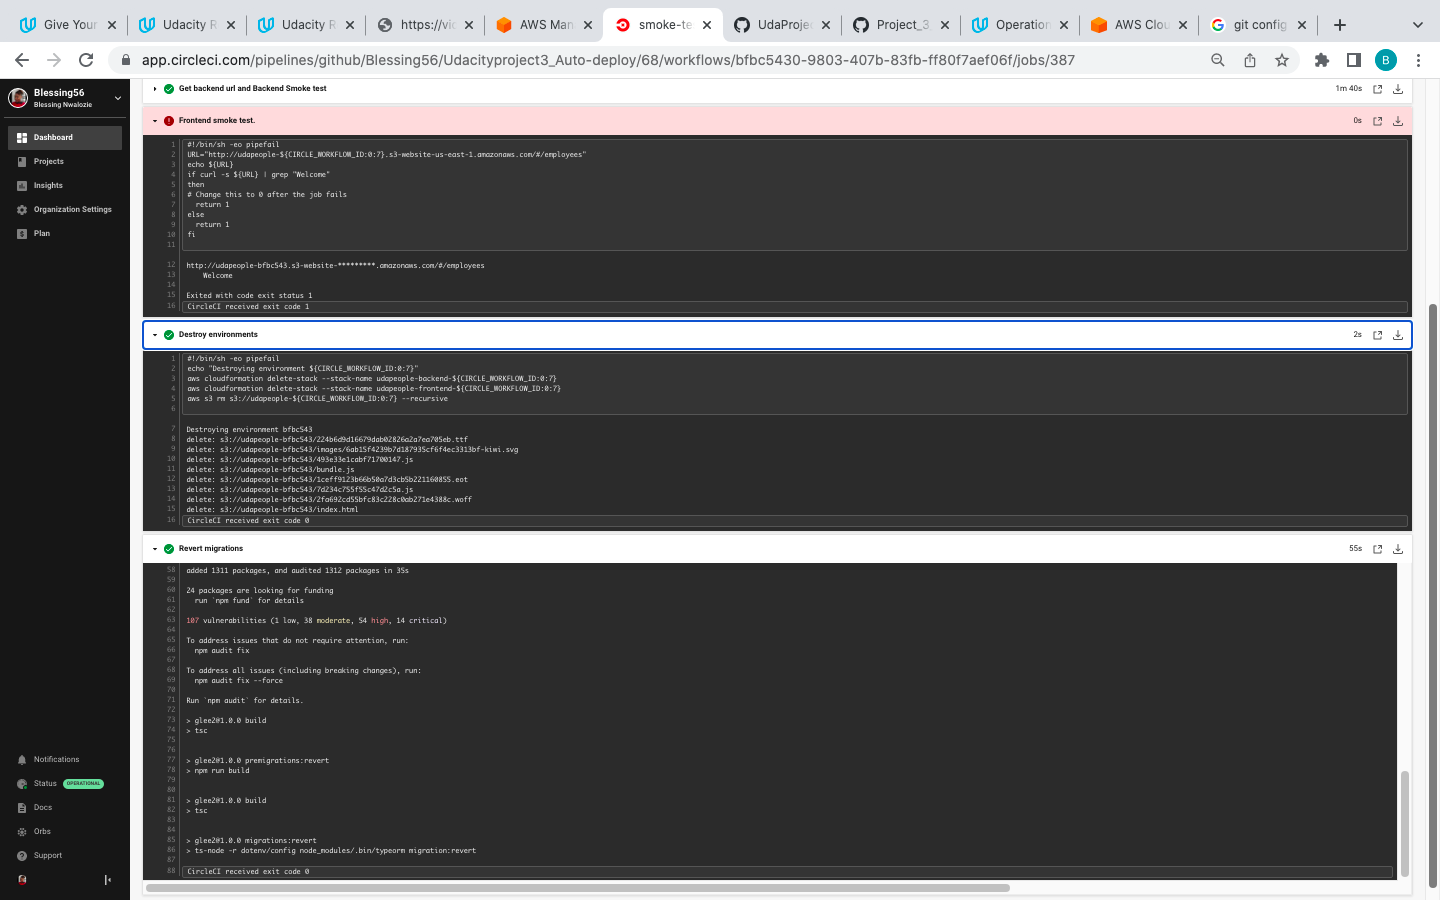 Give Your
Udacity R
Udacity R
https://vi
AWS Man
smoke-te
UdaProje
Project_3
Operation
AWS Clou
git config
app.circleci.com/pipelines/github/Blessing56/Udacityproject3_Auto-deploy/68/workflows/bfbc5430-9803-407b-83fb-ff80f7aef06f/jobs/387
B
Blessing56
Blessing Nwalozie
Dashboard
Projects
Insights
Organization Settings
Plan
Notifications
Status OPERATIONAL
Docs
Orbs
Support
Get backend url and Backend Smoke test 1m 40s
Frontend smoke test. 0s
1 #!/bin/sh -eo pipefail
2 URL="http://udapeople-${CIRCLE_WORKFLOW_ID:0:7}.s3-website-us-east-1.amazonaws.com/#/employees"
3 echo ${URL}
4 if curl -s ${URL} | grep "Welcome"
5 then
6 # Change this to 0 after the job fails
7 return 1
8 else
9 return 1
10 fi
11
12 http://udapeople-bfbc543.s3-website-*********.amazonaws.com/#/employees
13 Welcome
14
15 Exited with code exit status 1
16 CircleCI received exit code 1
Destroy environments 2s
1 #!/bin/sh -eo pipefail
2 echo "Destroying environment ${CIRCLE_WORKFLOW_ID:0:7}"
3 aws cloudformation delete-stack --stack-name udapeople-backend-${CIRCLE_WORKFLOW_ID:0:7}
4 aws cloudformation delete-stack --stack-name udapeople-frontend-${CIRCLE_WORKFLOW_ID:0:7}
5 aws s3 rm s3://udapeople-${CIRCLE_WORKFLOW_ID:0:7} --recursive
6
7 Destroying environment bfbc543
8 delete: s3://udapeople-bfbc543/224b6d9d16679dab02826a2a7ea705eb.ttf
9 delete: s3://udapeople-bfbc543/images/6ab15f4239b7d187935cf6f4ec3313bf-kiwi.svg
10 delete: s3://udapeople-bfbc543/493e33e1cabf71700147.js
11 delete: s3://udapeople-bfbc543/bundle.js
12 delete: s3://udapeople-bfbc543/1ceff9123b66b50a7d3cb5b2211608​55.eot
13 delete: s3://udapeople-bfbc543/7d234c755f55c47d2c5a.js
14 delete: s3://udapeople-bfbc543/2fa692cd55bfc83c228c0ab271e4388c.woff
15 delete: s3://udapeople-bfbc543/index.html
16 CircleCI received exit code 0
Revert migrations 55s
58 added 1311 packages, and audited 1312 packages in 35s
59
60 24 packages are looking for funding
61 run `npm fund` for details
62
63 107 vulnerabilities (1 low, 38 moderate, 54 high, 14 critical)
64
65 To address issues that do not require attention, run:
66 npm audit fix
67
68 To address all issues (including breaking changes), run:
69 npm audit fix --force
70
71 Run `npm audit` for details.
72
73 > glee2@1.0.0 build
74 > tsc
75
76
77 > glee2@1.0.0 premigrations:revert
78 > npm run build
79
80
81 > glee2@1.0.0 build
82 > tsc
83
84
85 > glee2@1.0.0 migrations:revert
86 > ts-node -r dotenv/config node_modules/.bin/typeorm migration:revert
87
88 CircleCI received exit code 0